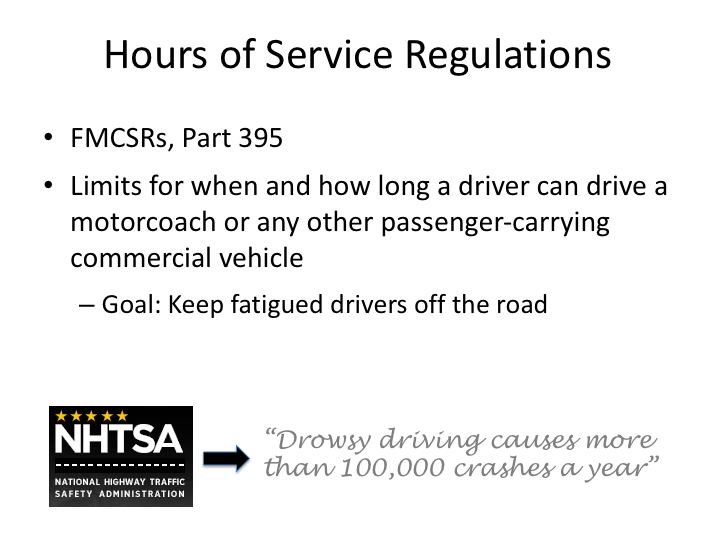 Hours of Service Regulations
• FMCSRs, Part 395
• Limits for when and how long a driver can drive a
motorcoach or any other passenger-carrying
commercial vehicle
– Goal: Keep fatigued drivers off the road
NHTSA
NATIONAL HIGHWAY TRAFFIC
SAFETY ADMINISTRATION
“Drowsy driving causes more
than 100,000 crashes a year”